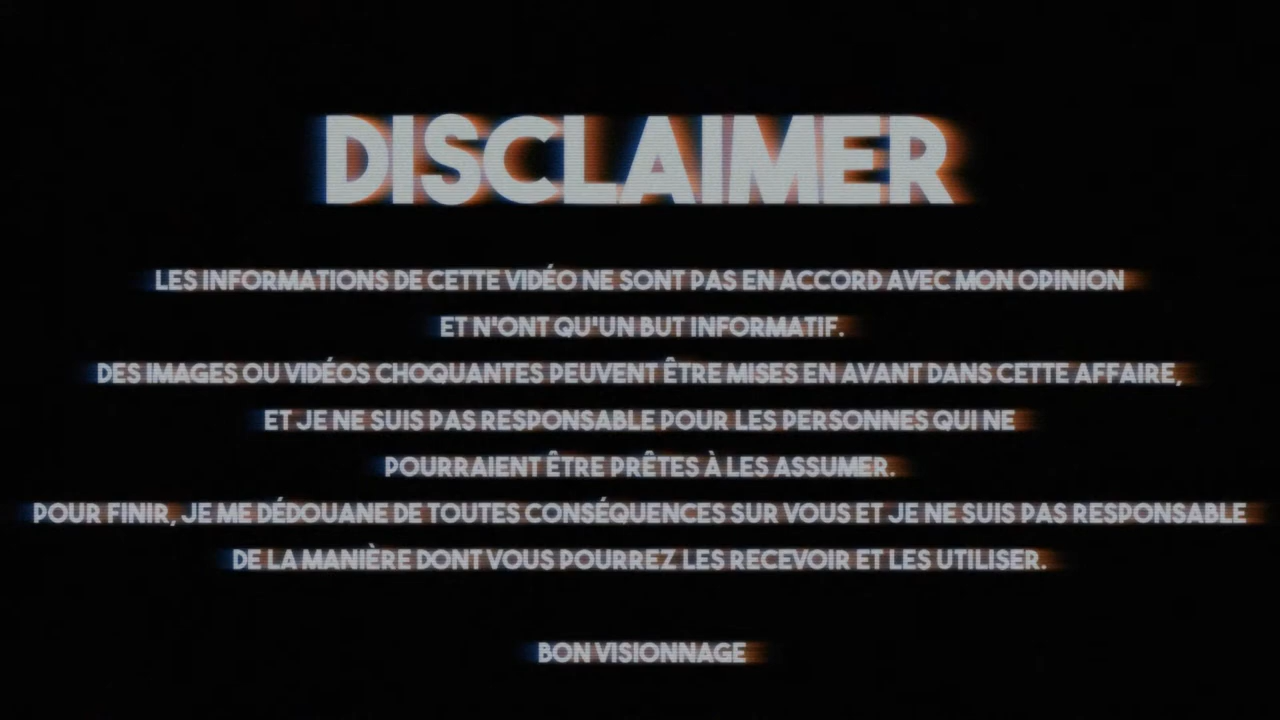 DISCLAIMER
LES INFORMATIONS DE CETTE VIDÉO NE SONT PAS EN ACCORD AVEC MON OPINION
ET N'ONT QU'UN BUT INFORMATIF.
DES IMAGES OU VIDÉOS CHOQUANTES PEUVENT ÊTRE MISES EN AVANT DANS CETTE AFFAIRE,
ET JE NE SUIS PAS RESPONSABLE POUR LES PERSONNES QUI NE
POURRAIENT ÊTRE PRÊTES À LES ASSUMER.
POUR FINIR, JE ME DÉDOUANE DE TOUTES CONSÉQUENCES SUR VOUS ET JE NE SUIS PAS RESPONSABLE
DE LA MANIÈRE DONT VOUS POURREZ LES RECEVOIR ET LES UTILISER.
BON VISIONNAGE